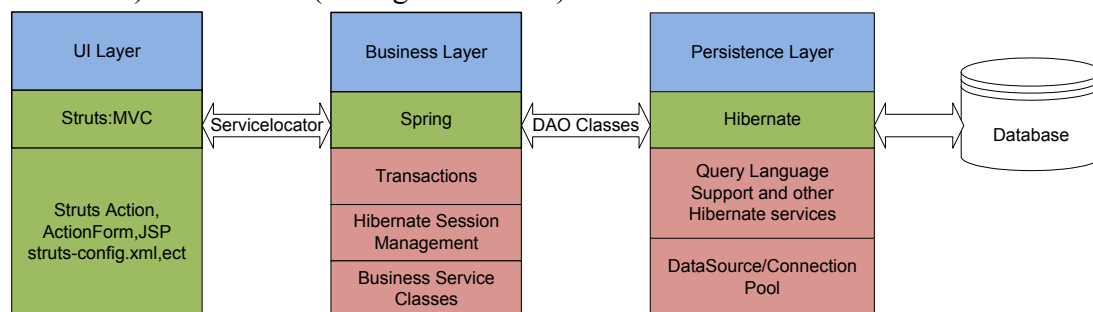 UI Layer
Struts:MVC
Struts Action,
ActionForm,JSP
struts-config.xml,ect
Servicelocator
Business Layer
Spring
Transactions
Hibernate Session
Management
Business Service
Classes
DAO Classes
Persistence Layer
Hibernate
Query Language
Support and other
Hibernate services
DataSource/Connection
Pool
Database